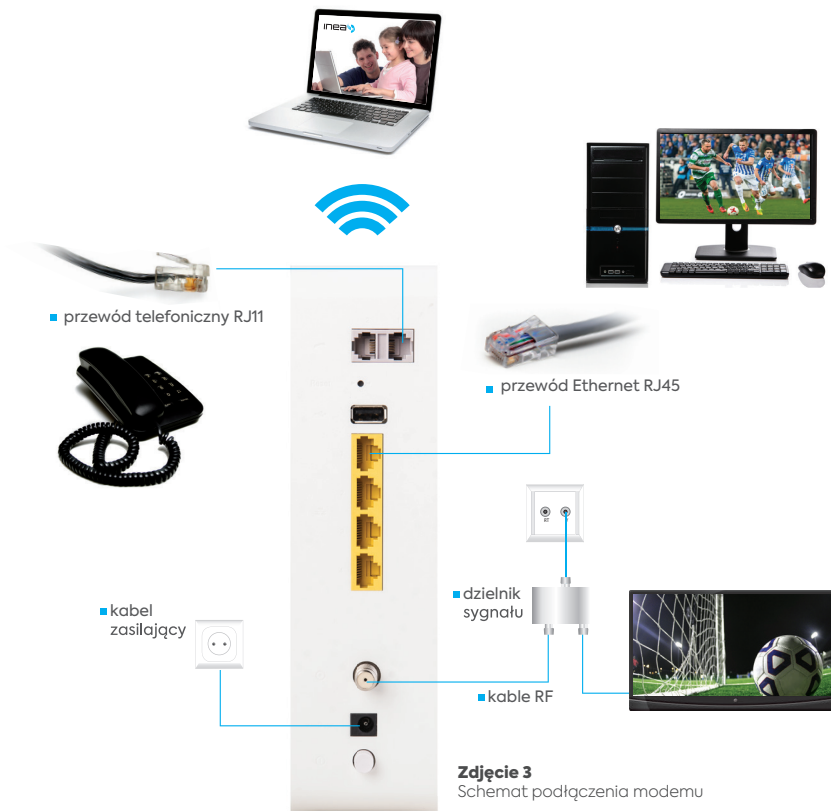 inea
przewód telefoniczny RJ11
przewód Ethernet RJ45
dzielnik
sygnału
kabel
zasilający
kable RF
Zdjęcie 3
Schemat podłączenia modemu